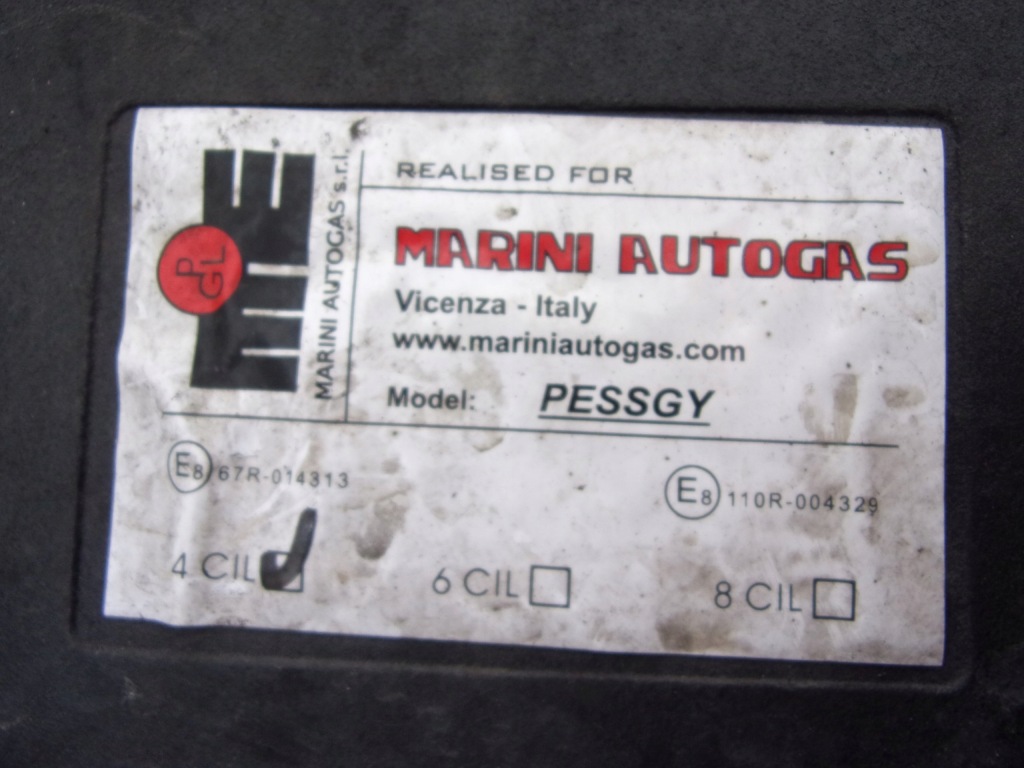 GPL
MARINI AUTOGAS s.r.l.
REALISED FOR
MARINI AUTOGAS
Vicenza - Italy
www.mariniautogas.com
Model: PESSGY
E8 67R-014313
E8 110R-004329
4 CIL
6 CIL
8 CIL